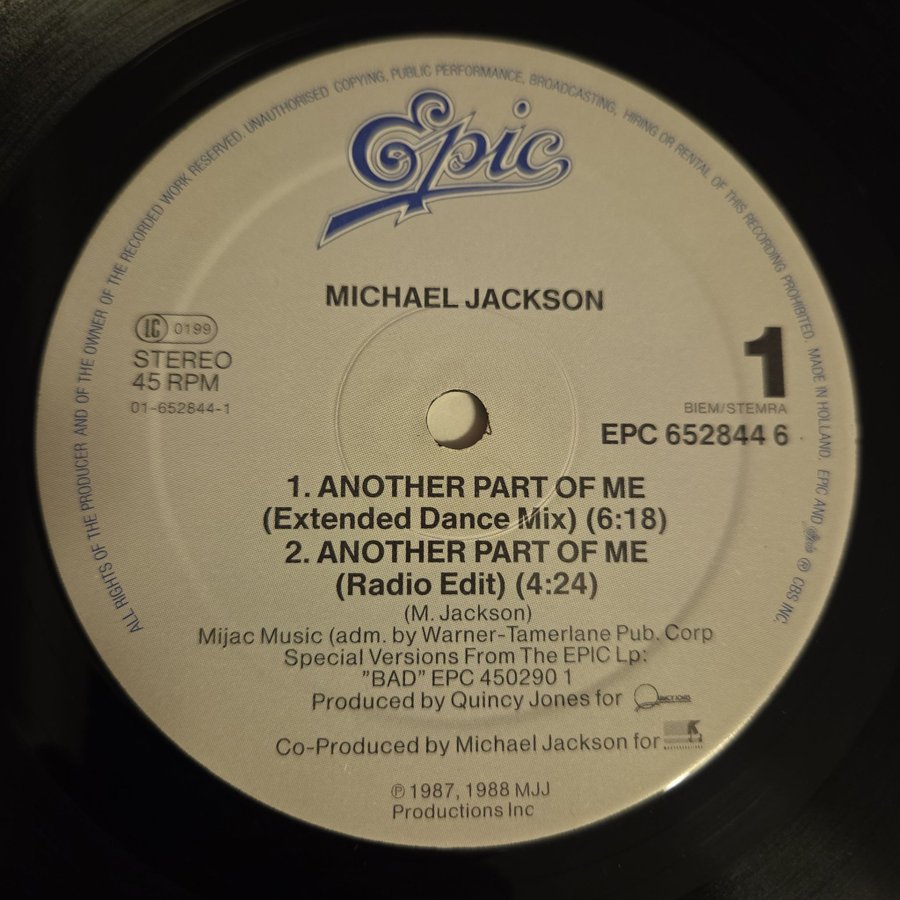 ALL RIGHTS OF THE PRODUCER AND OF THE OWNER OF THE RECORDED WORK RESERVED. UNAUTHORISED COPYING, PUBLIC PERFORMANCE, BROADCASTING, HIRING OR RENTAL OF THIS RECORDING PROHIBITED. MADE IN HOLLAND. EPIC AND Epic ® CBS INC.
Epic
MICHAEL JACKSON
LC 0199
STEREO
45 RPM
01-652844-1
1
BIEM/STEMRA
EPC 652844 6
1. ANOTHER PART OF ME
(Extended Dance Mix) (6:18)
2. ANOTHER PART OF ME
(Radio Edit) (4:24)
(M. Jackson)
Mijac Music (adm. by Warner-Tamerlane Pub. Corp
Special Versions From The EPIC Lp:
"BAD" EPC 450290 1
Produced by Quincy Jones for
Co-Produced by Michael Jackson for
℗ 1987, 1988 MJJ
Productions Inc